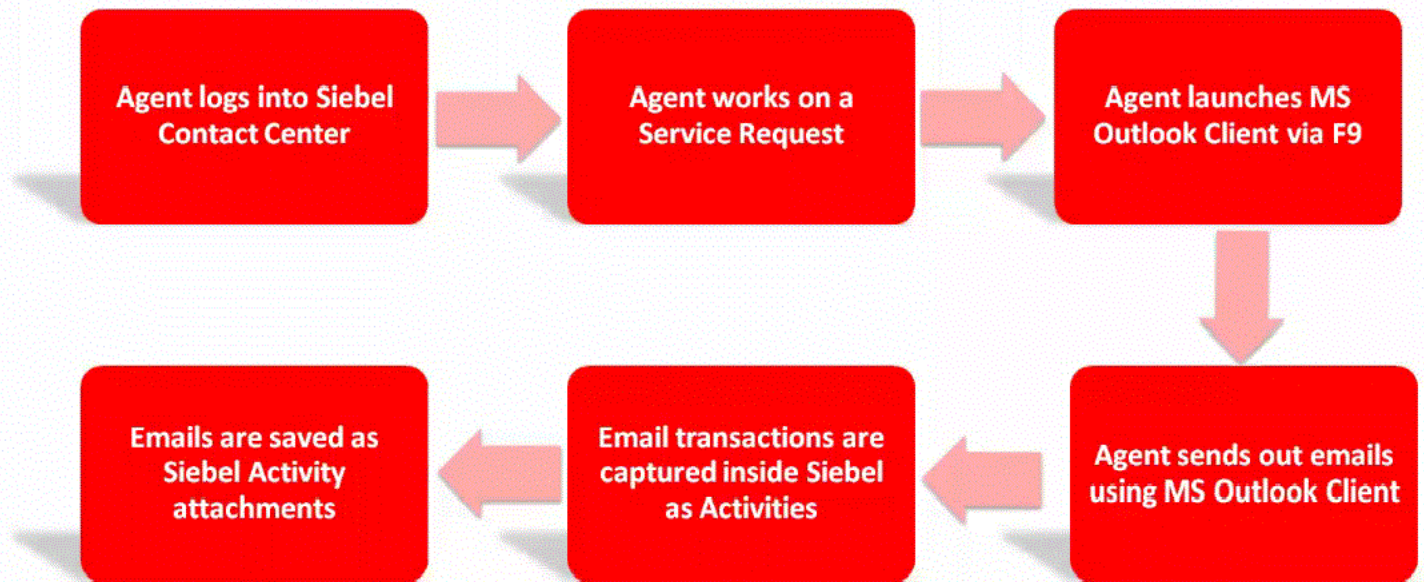 Agent logs into Siebel
Contact Center
Agent works on a
Service Request
Agent launches MS
Outlook Client via F9
Agent sends out emails
using MS Outlook Client
Email transactions are
captured inside Siebel
as Activities
Emails are saved as
Siebel Activity
attachments